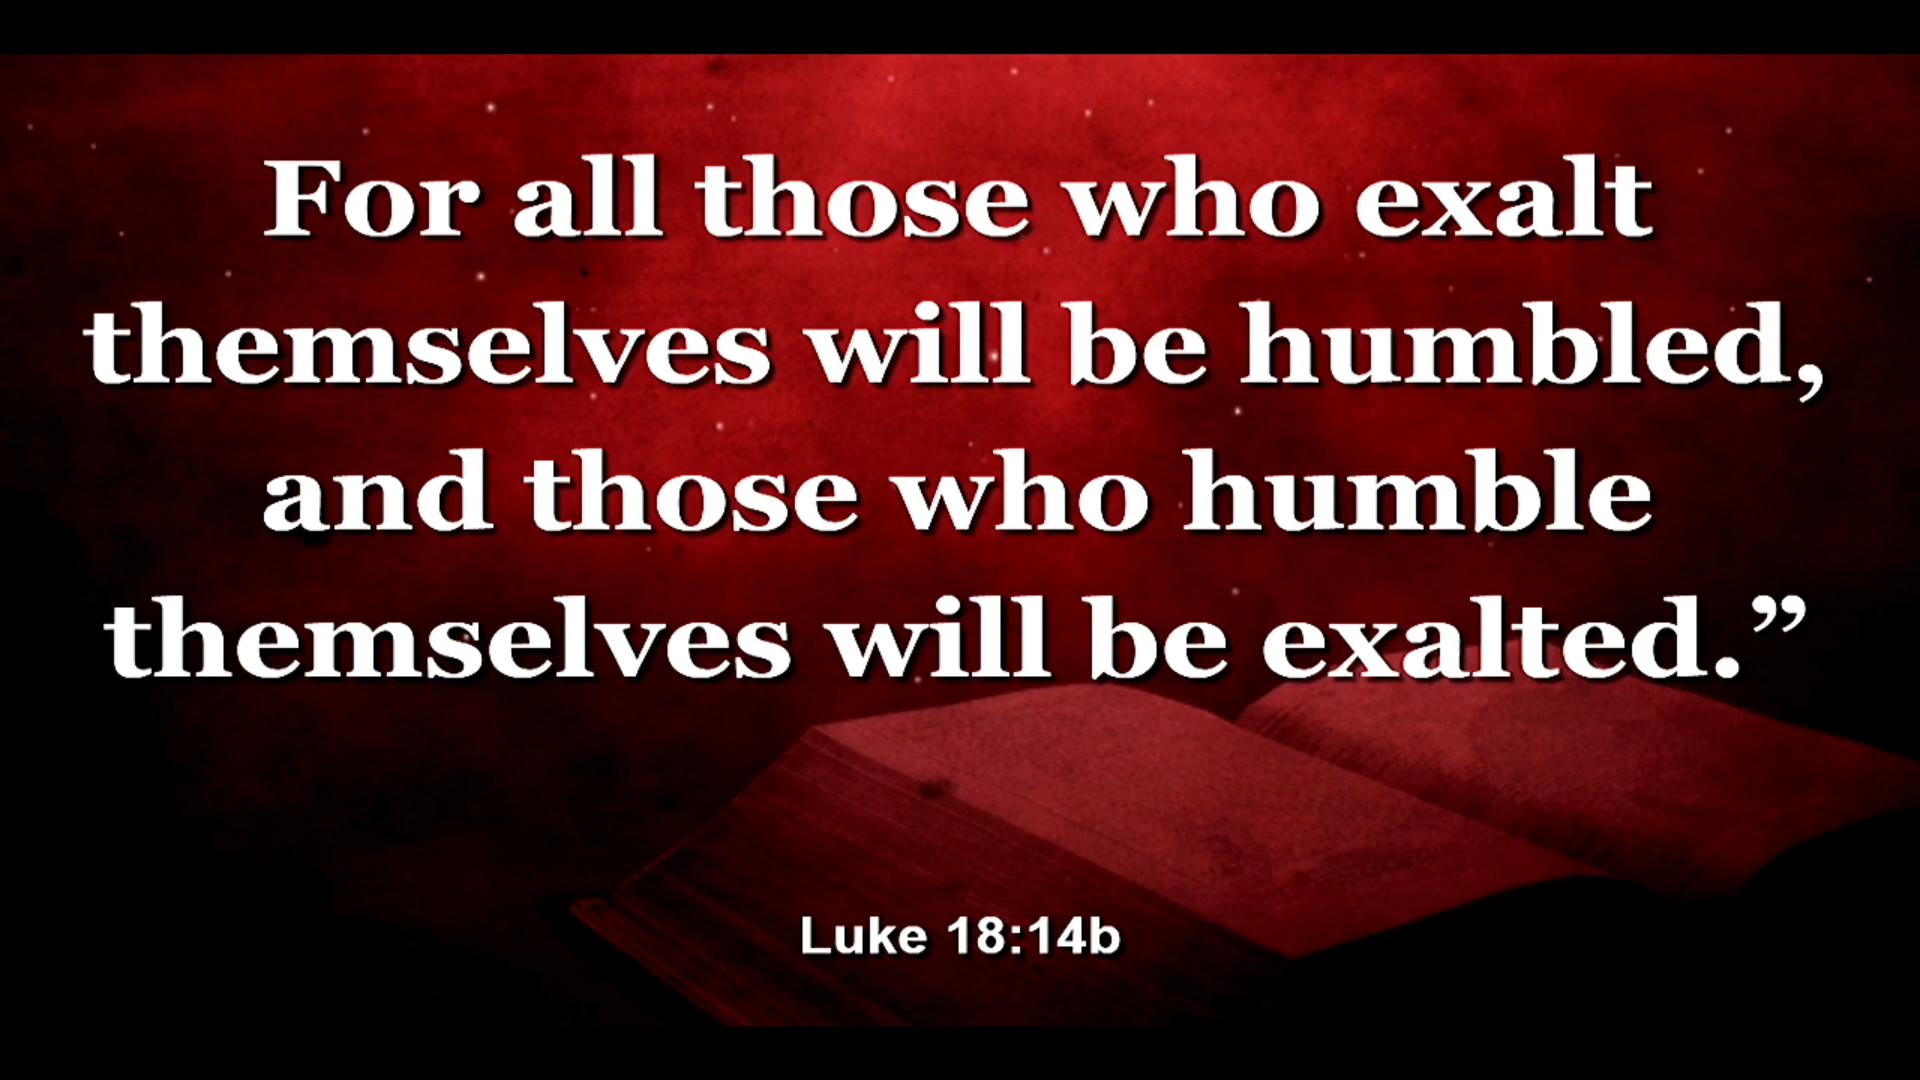 For all those who exalt
themselves will be humbled,
and those who humble
themselves will be exalted.”
Luke 18:14b